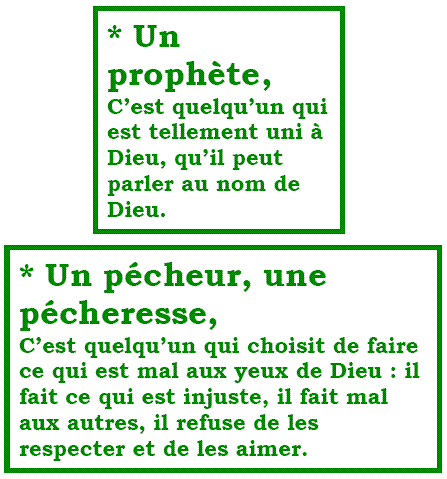 * Un
prophète,
C’est quelqu’un qui
est tellement uni à
Dieu, qu’il peut
parler au nom de
Dieu.
* Un pécheur, une
pécheresse,
C’est quelqu’un qui choisit de faire
ce qui est mal aux yeux de Dieu : il
fait ce qui est injuste, il fait mal
aux autres, il refuse de les
respecter et de les aimer.